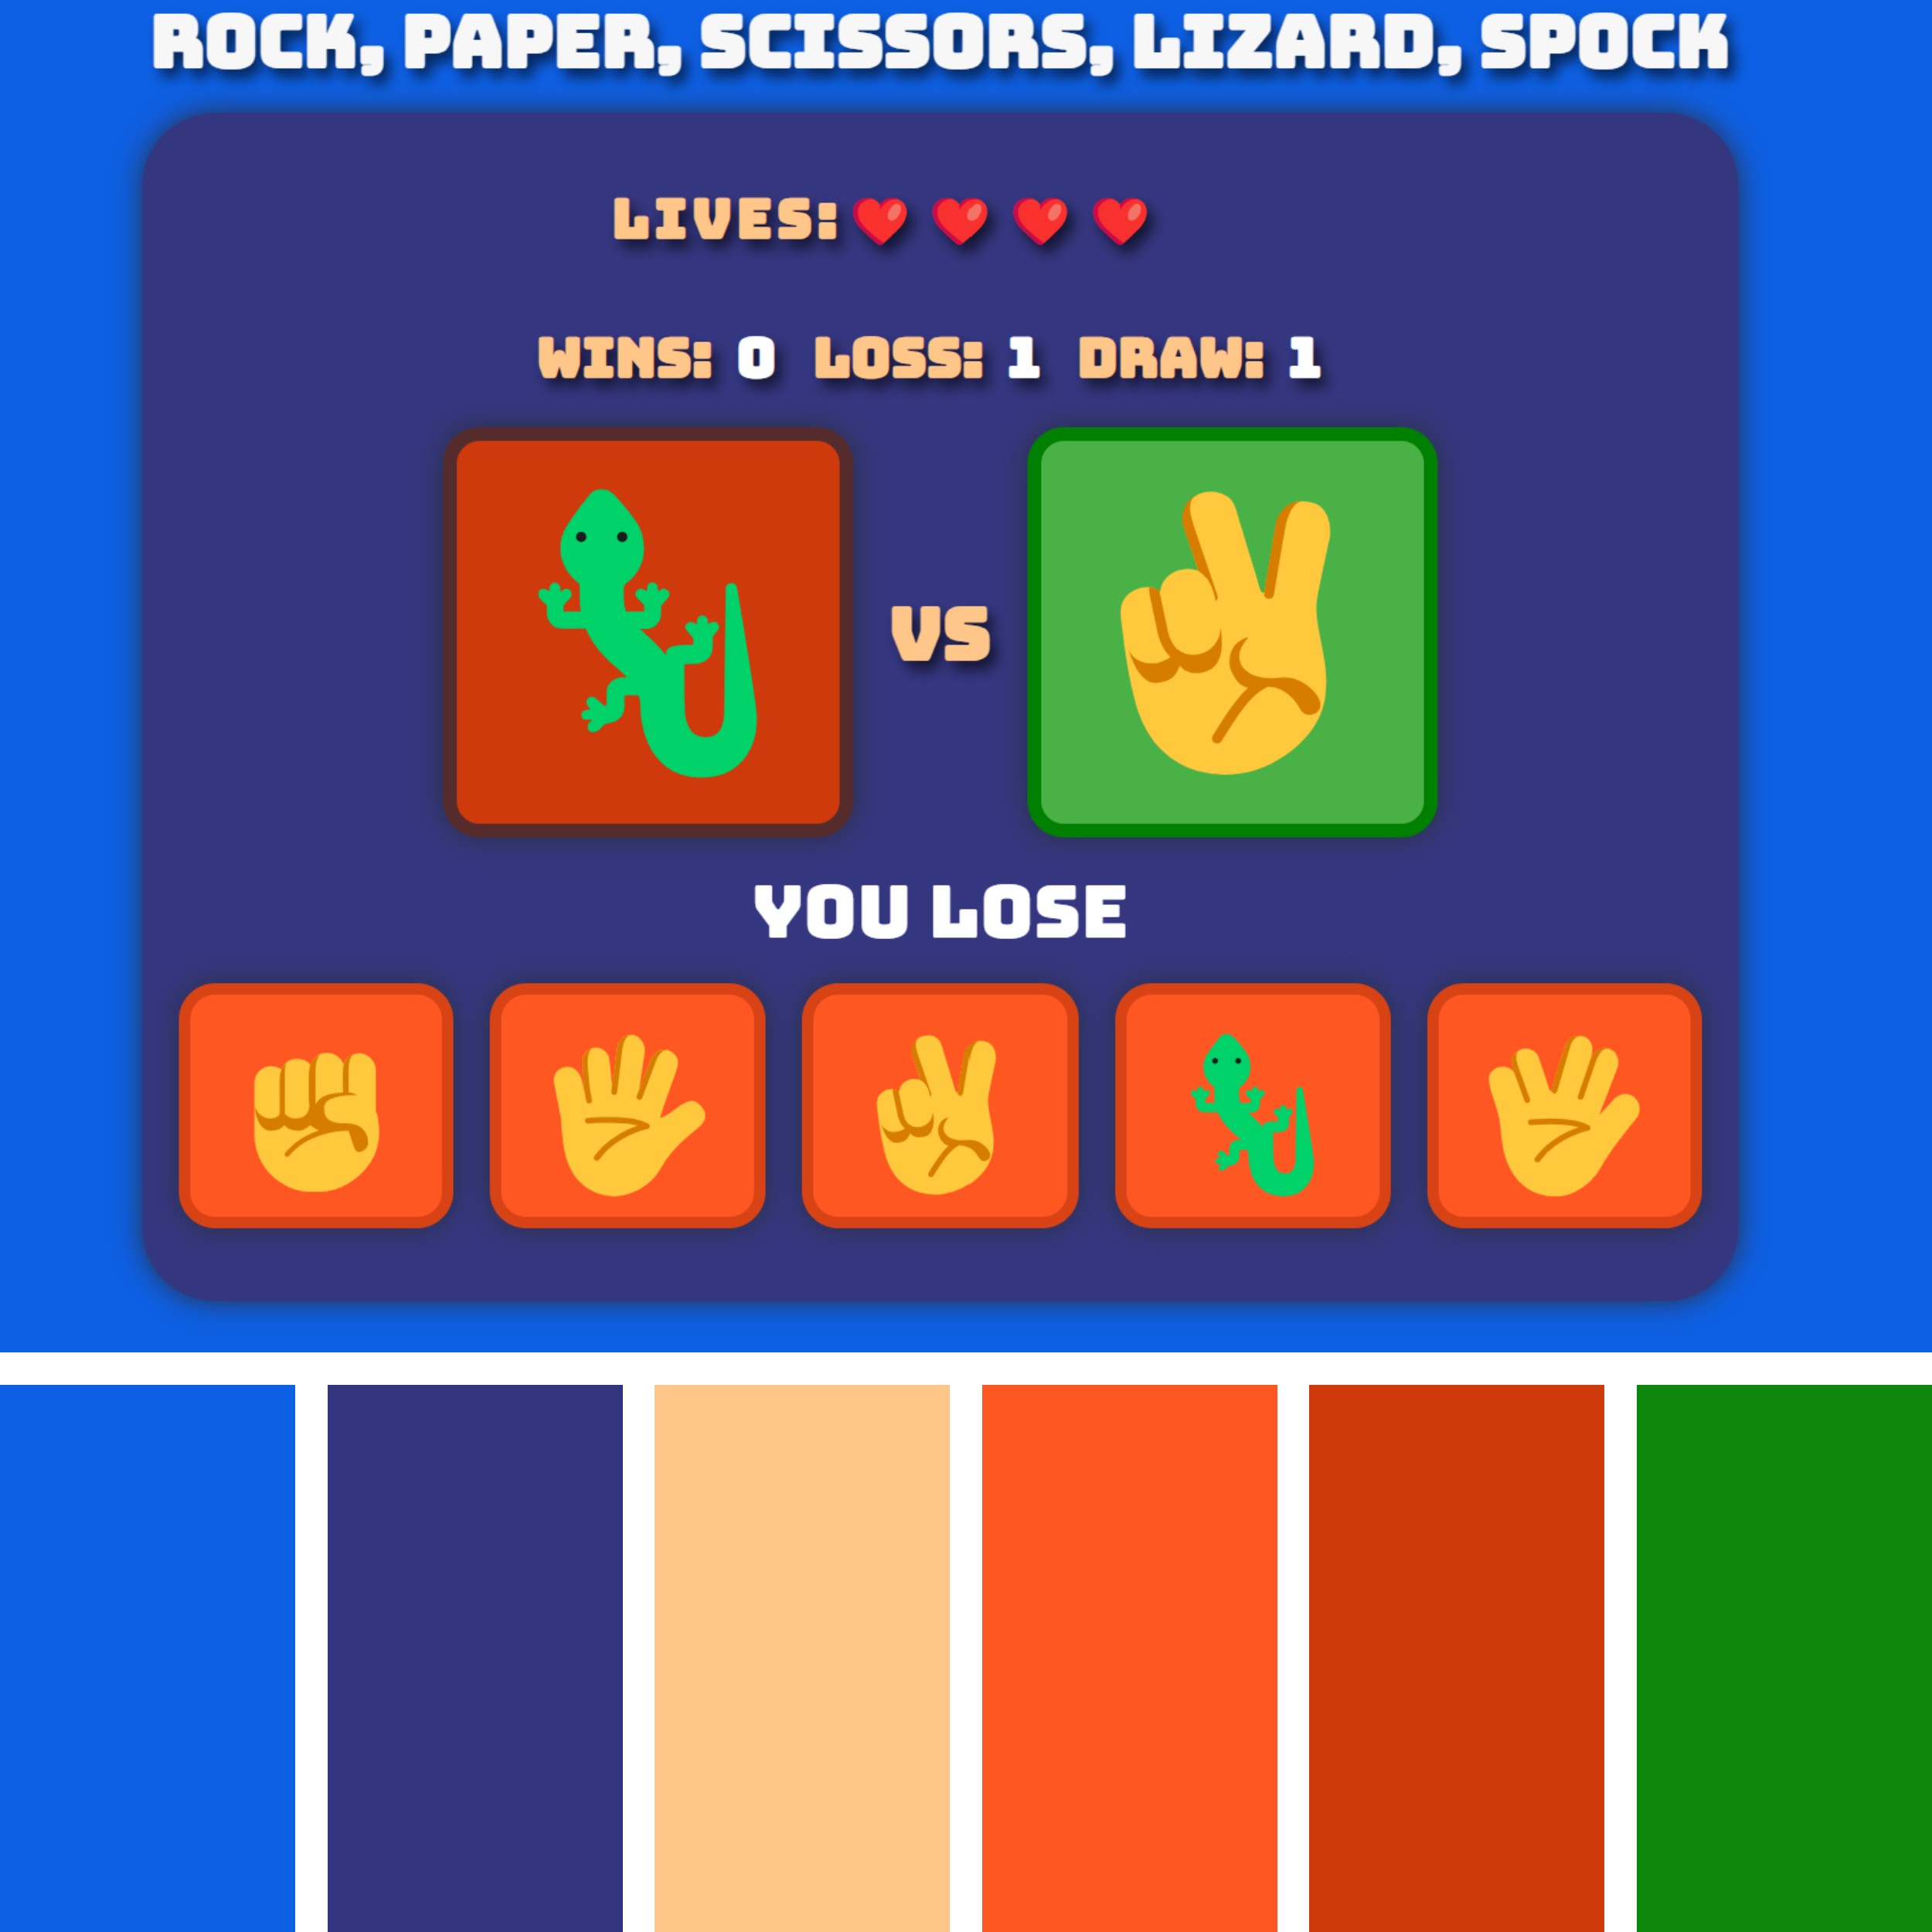 ROCK, PAPER, SCISSORS, LIZARD, SPOCK
LIVES:
WINS: 0 LOSS: 1 DRAW: 1
VS
YOU LOSE